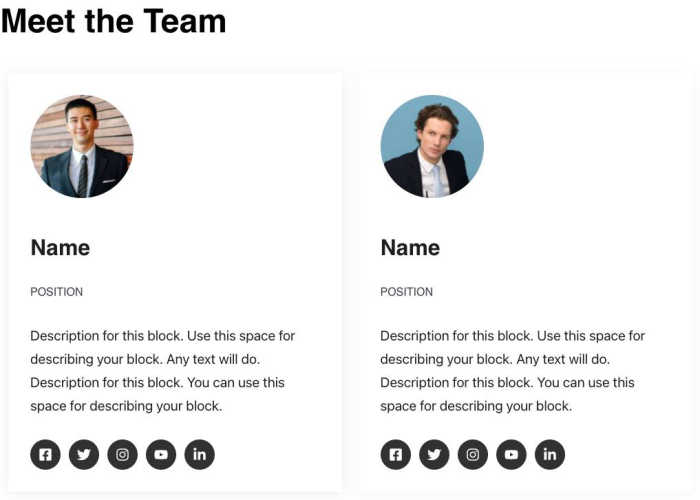 Meet the Team
Name
POSITION
Description for this block. Use this space for
describing your block. Any text will do.
Description for this block. You can use this
space for describing your block.
in
Name
POSITION
Description for this block. Use this space for
describing your block. Any text will do.
Description for this block. You can use this
space for describing your block.
in